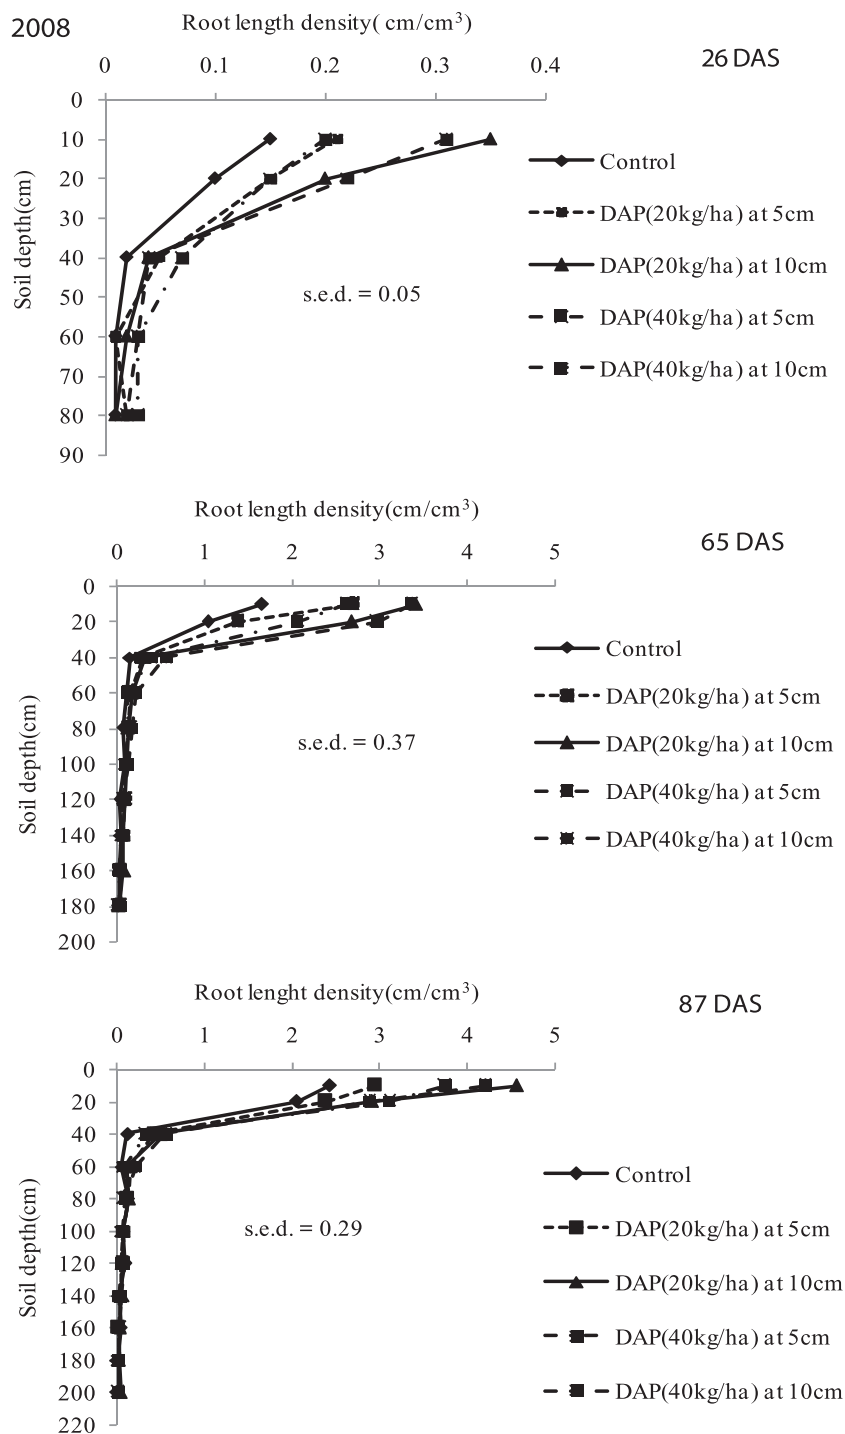 2008
Root length density( cm/cm³)
26 DAS
0 0.1 0.2 0.3 0.4
0
10
20
30
40
50
60
70
80
90
Soil depth(cm)
s.e.d. = 0.05
Control
DAP(20kg/ha) at 5cm
DAP(20kg/ha) at 10cm
DAP(40kg/ha) at 5cm
DAP(40kg/ha) at 10cm
Root length density(cm/cm³)
65 DAS
0 1 2 3 4 5
0
20
40
60
80
100
120
140
160
180
200
Soil depth(cm)
s.e.d. = 0.37
Control
DAP(20kg/ha) at 5cm
DAP(20kg/ha) at 10cm
DAP(40kg/ha) at 5cm
DAP(40kg/ha) at 10cm
Root lenght density(cm/cm³)
87 DAS
0 1 2 3 4 5
0
20
40
60
80
100
120
140
160
180
200
220
Soil depth(cm)
s.e.d. = 0.29
Control
DAP(20kg/ha) at 5cm
DAP(20kg/ha) at 10cm
DAP(40kg/ha) at 5cm
DAP(40kg/ha) at 10cm